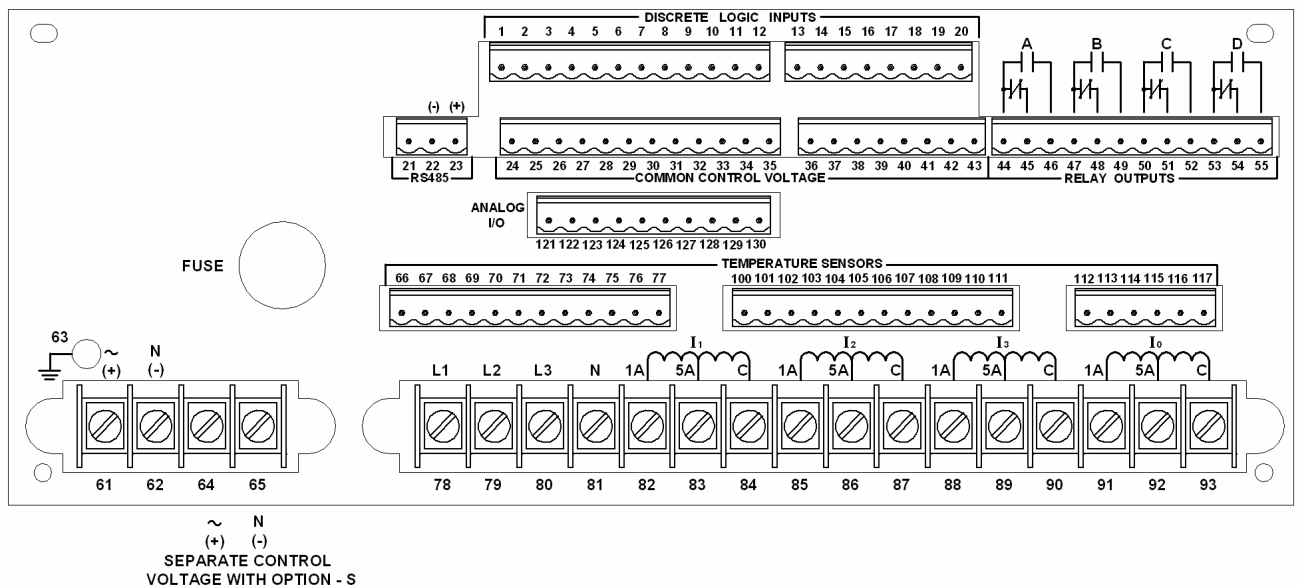 DISCRETE LOGIC INPUTS
1 2 3 4 5 6 7 8 9 10 11 12 13 14 15 16 17 18 19 20
A B C D
(-) (+)
21 22 23 24 25 26 27 28 29 30 31 32 33 34 35 36 37 38 39 40 41 42 43 44 45 46 47 48 49 50 51 52 53 54 55
RS485 COMMON CONTROL VOLTAGE RELAY OUTPUTS
ANALOG
I/O
121 122 123 124 125 126 127 128 129 130
FUSE
TEMPERATURE SENSORS
66 67 68 69 70 71 72 73 74 75 76 77 100 101 102 103 104 105 106 107 108 109 110 111 112 113 114 115 116 117
63
~ N
(+) (-)
I1 I2 I3 I0
L1 L2 L3 N 1A 5A C 1A 5A C 1A 5A C 1A 5A C
61 62 64 65 78 79 80 81 82 83 84 85 86 87 88 89 90 91 92 93
~ N
(+) (-)
SEPARATE CONTROL
VOLTAGE WITH OPTION - S